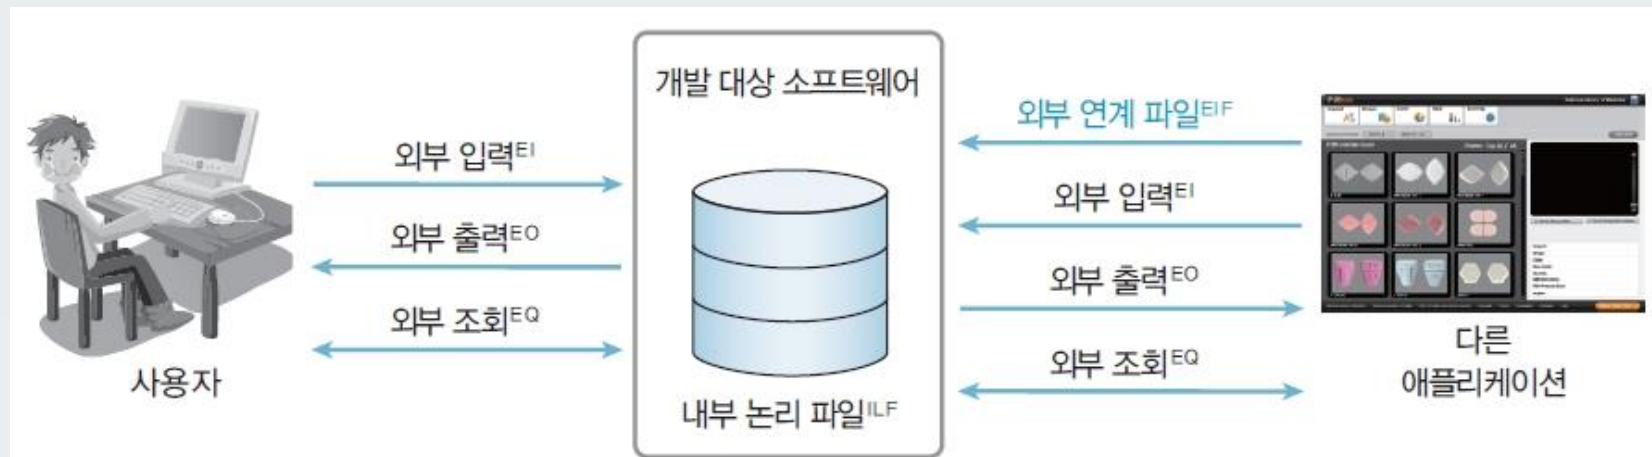 개발 대상 소프트웨어
외부 입력EI
외부 출력EO
외부 조회EQ
사용자
내부 논리 파일ILF
외부 연계 파일EIF
외부 입력EI
외부 출력EO
외부 조회EQ
다른
애플리케이션